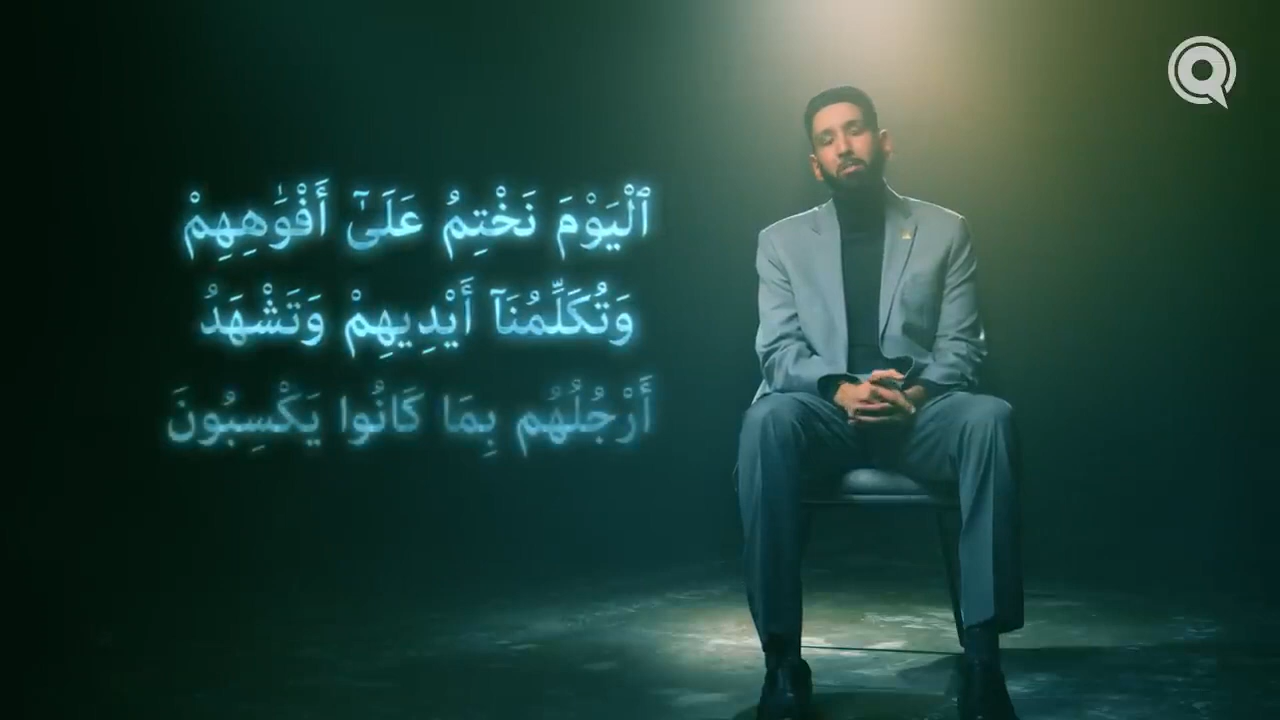 ٱلْيَوْمَ نَخْتِمُ عَلَىٰٓ أَفْوَٰهِهِمْ
وَتُكَلِّمُنَآ أَيْدِيهِمْ وَتَشْهَدُ
أَرْجُلُهُم بِمَا كَانُوا يَكْسِبُونَ